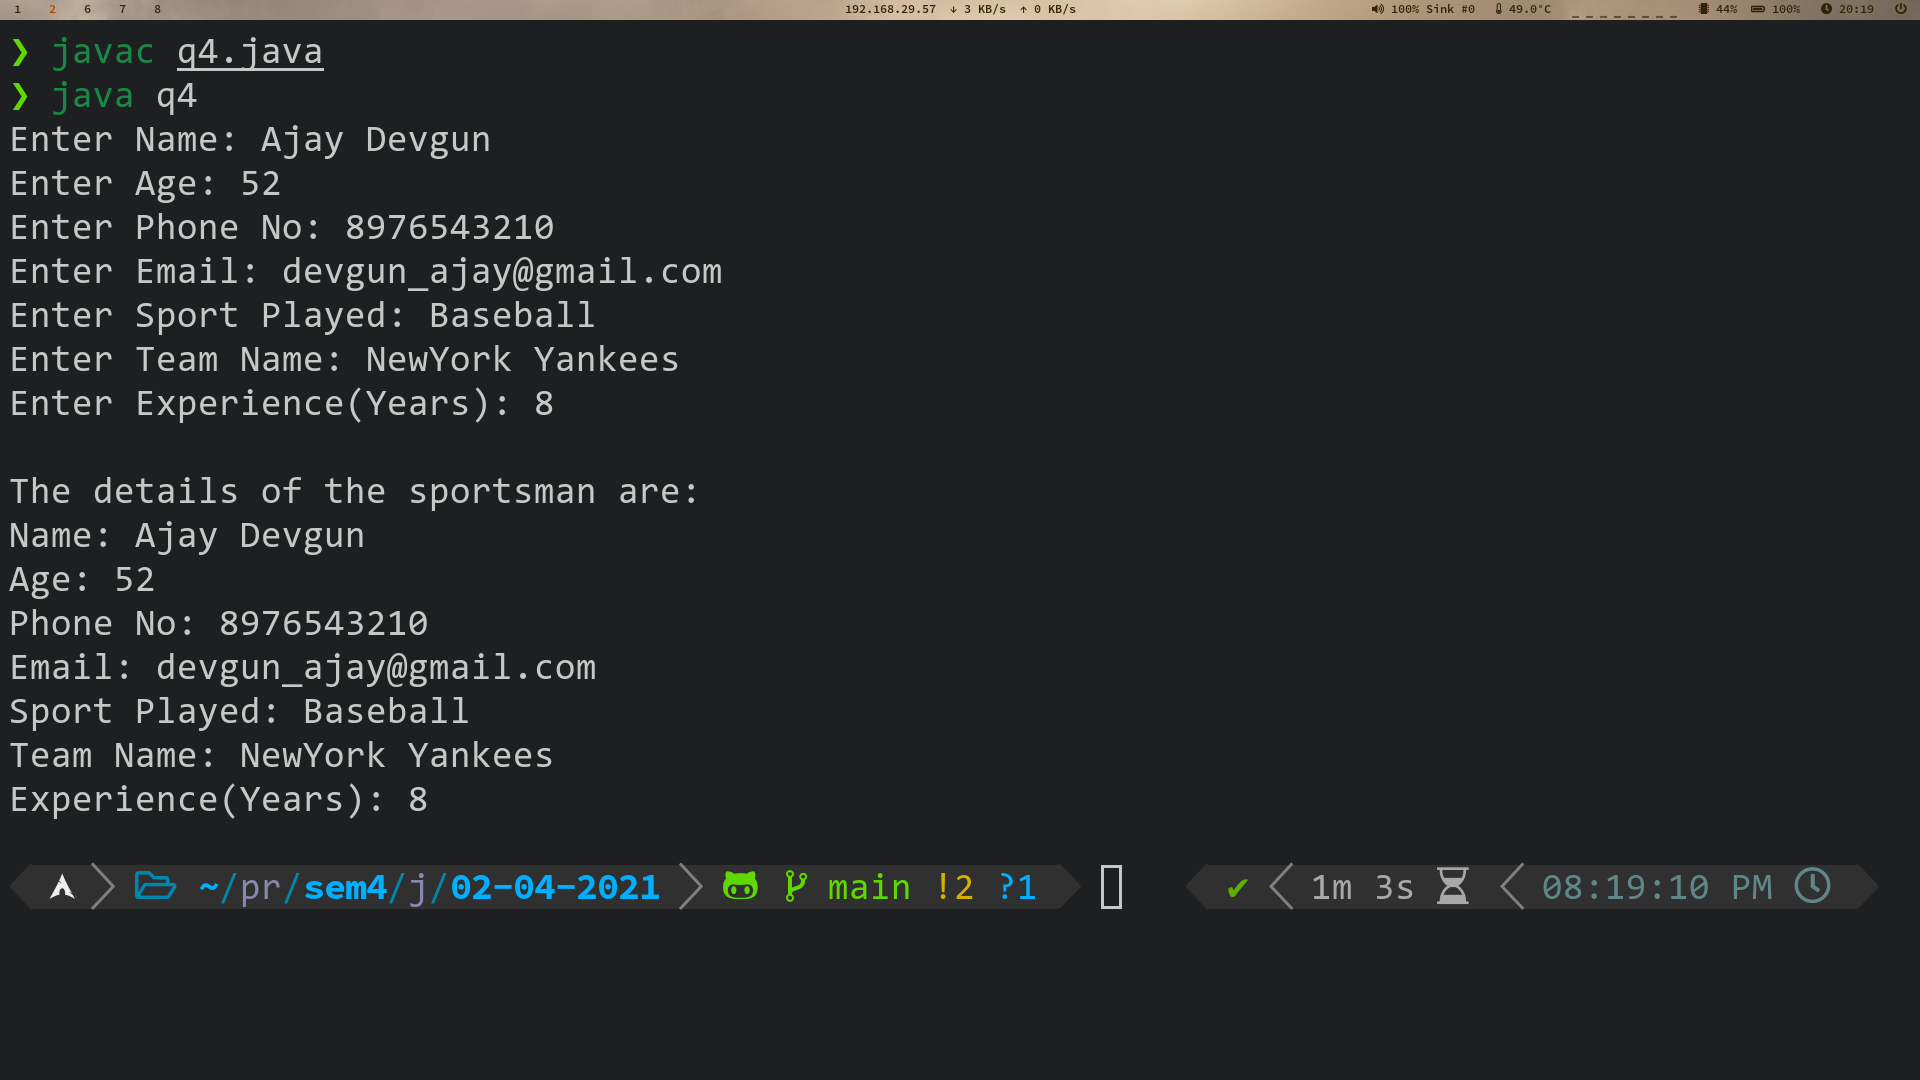 1 2 6 7 8 192.168.29.57 ↓ 3 KB/s ↑ 0 KB/s 100% Sink #0 49.0°C 44% 100% 20:19
❯ javac q4.java
❯ java q4
Enter Name: Ajay Devgun
Enter Age: 52
Enter Phone No: 8976543210
Enter Email: devgun_ajay@gmail.com
Enter Sport Played: Baseball
Enter Team Name: NewYork Yankees
Enter Experience(Years): 8
The details of the sportsman are:
Name: Ajay Devgun
Age: 52
Phone No: 8976543210
Email: devgun_ajay@gmail.com
Sport Played: Baseball
Team Name: NewYork Yankees
Experience(Years): 8
~/pr/sem4/j/02-04-2021 main !2 ?1 ✔ 1m 3s 08:19:10 PM